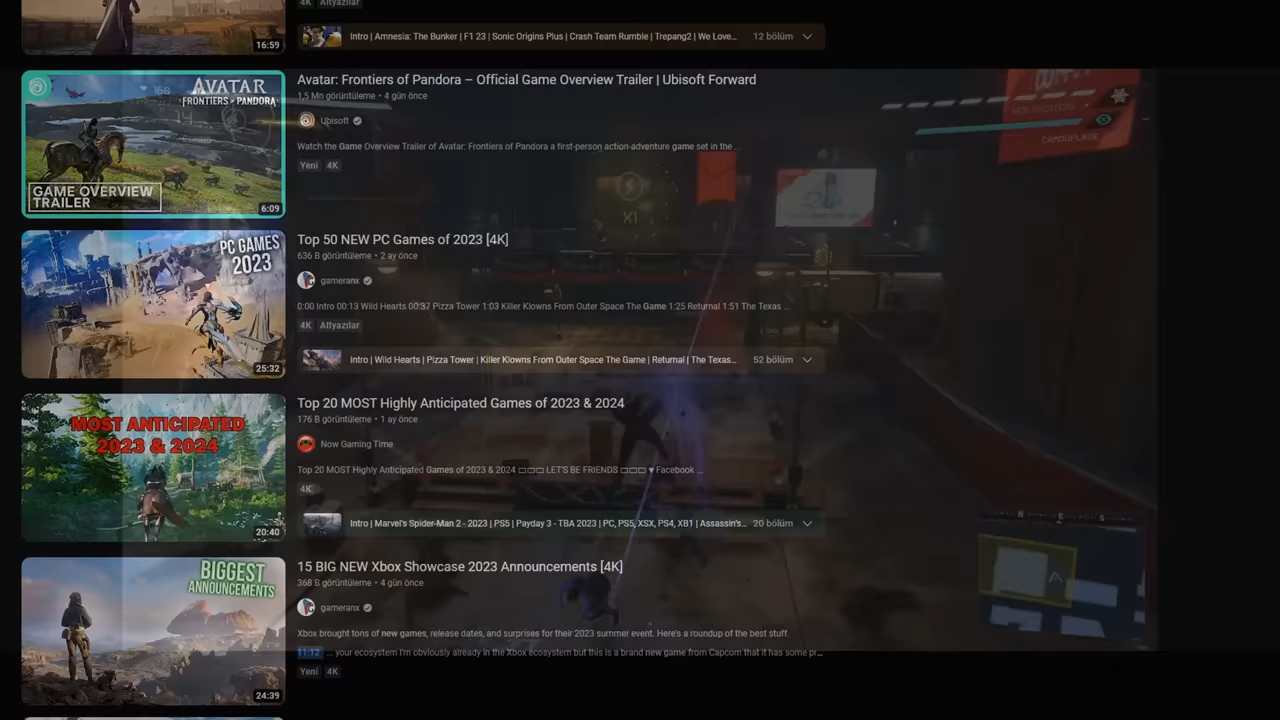 4K Altyazılar
16:59
Intro | Amnesia: The Bunker | F1 23 | Sonic Origins Plus | Crash Team Rumble | Trepang2 | We Love... 12 bölüm
AVATAR
FRONTIERS of PANDORA
GAME OVERVIEW
TRAILER
6:09
Avatar: Frontiers of Pandora – Official Game Overview Trailer | Ubisoft Forward
1,5 Mn görüntüleme • 4 gün önce
Ubisoft
Watch the Game Overview Trailer of Avatar: Frontiers of Pandora a first-person action-adventure game set in the ...
Yeni 4K
CAMOUFLAGE
X1
PC GAMES
2023
25:32
Top 50 NEW PC Games of 2023 [4K]
636 B görüntüleme • 2 ay önce
gameranx
0:00 Intro 00:13 Wild Hearts 00:37 Pizza Tower 1:03 Killer Klowns From Outer Space The Game 1:25 Returnal 1:51 The Texas ...
4K Altyazılar
Intro | Wild Hearts | Pizza Tower | Killer Klowns From Outer Space The Game | Returnal | The Texas... 52 bölüm
MOST ANTICIPATED
2023 & 2024
20:40
Top 20 MOST Highly Anticipated Games of 2023 & 2024
176 B görüntüleme • 1 ay önce
Now Gaming Time
Top 20 MOST Highly Anticipated Games of 2023 & 2024 □□□ LET'S BE FRIENDS □□□ ♥ Facebook ...
4K
Intro | Marvel's Spider-Man 2 - 2023 | PS5 | Payday 3 - TBA 2023 | PC, PS5, XSX, PS4, XB1 | Assassin's... 20 bölüm
BIGGEST
ANNOUNCEMENTS
24:39
15 BIG NEW Xbox Showcase 2023 Announcements [4K]
368 B görüntüleme • 4 gün önce
gameranx
Xbox brought tons of new games, release dates, and surprises for their 2023 summer event. Here's a roundup of the best stuff.
11:12 ... your ecosystem I'm obviously already in the Xbox ecosystem but this is a brand new game from Capcom that it has some pr...
Yeni 4K